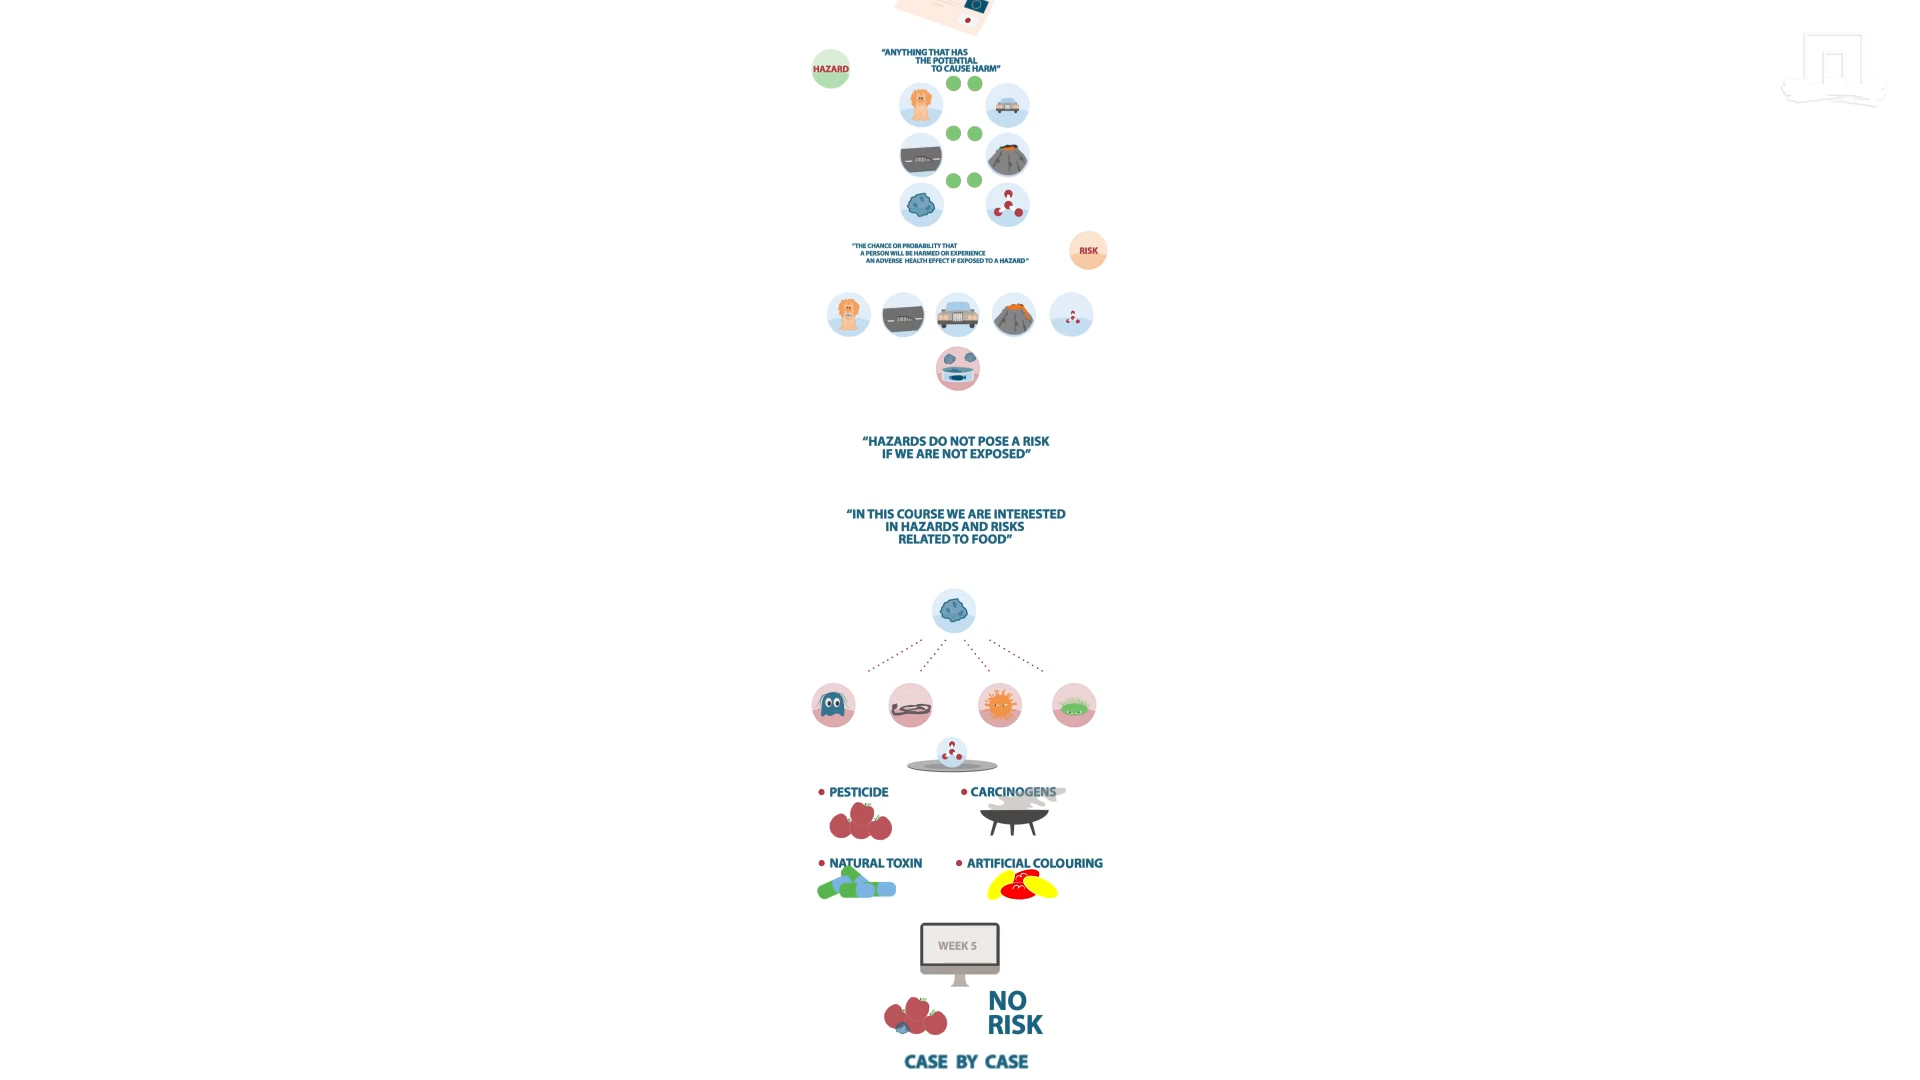 HAZARD
“ANYTHING THAT HAS
THE POTENTIAL
TO CAUSE HARM”
“THE CHANCE OR PROBABILITY THAT
A PERSON WILL BE HARMED OR EXPERIENCE
AN ADVERSE HEALTH EFFECT IF EXPOSED TO A HAZARD”
RISK
“HAZARDS DO NOT POSE A RISK
IF WE ARE NOT EXPOSED”
“IN THIS COURSE WE ARE INTERESTED
IN HAZARDS AND RISKS
RELATED TO FOOD”
• PESTICIDE
• CARCINOGENS
• NATURAL TOXIN
• ARTIFICIAL COLOURING
WEEK 5
NO
RISK
CASE BY CASE